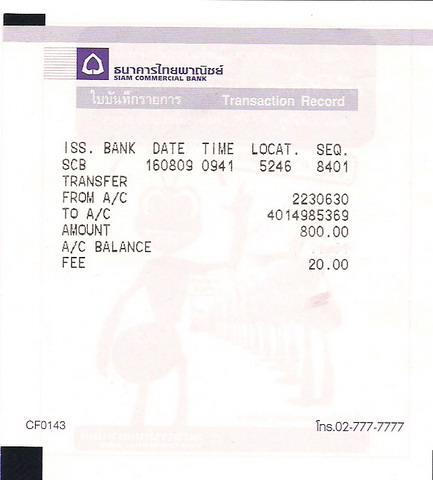 ธนาคารไทยพาณิชย์
SIAM COMMERCIAL BANK
ใบบันทึกรายการ Transaction Record
ISS. BANK DATE TIME LOCAT. SEQ.
SCB 160809 0941 5246 8401
TRANSFER
FROM A/C 2230630
TO A/C 4014985369
AMOUNT 800.00
A/C BALANCE
FEE 20.00
CF0143 โทร.02-777-7777